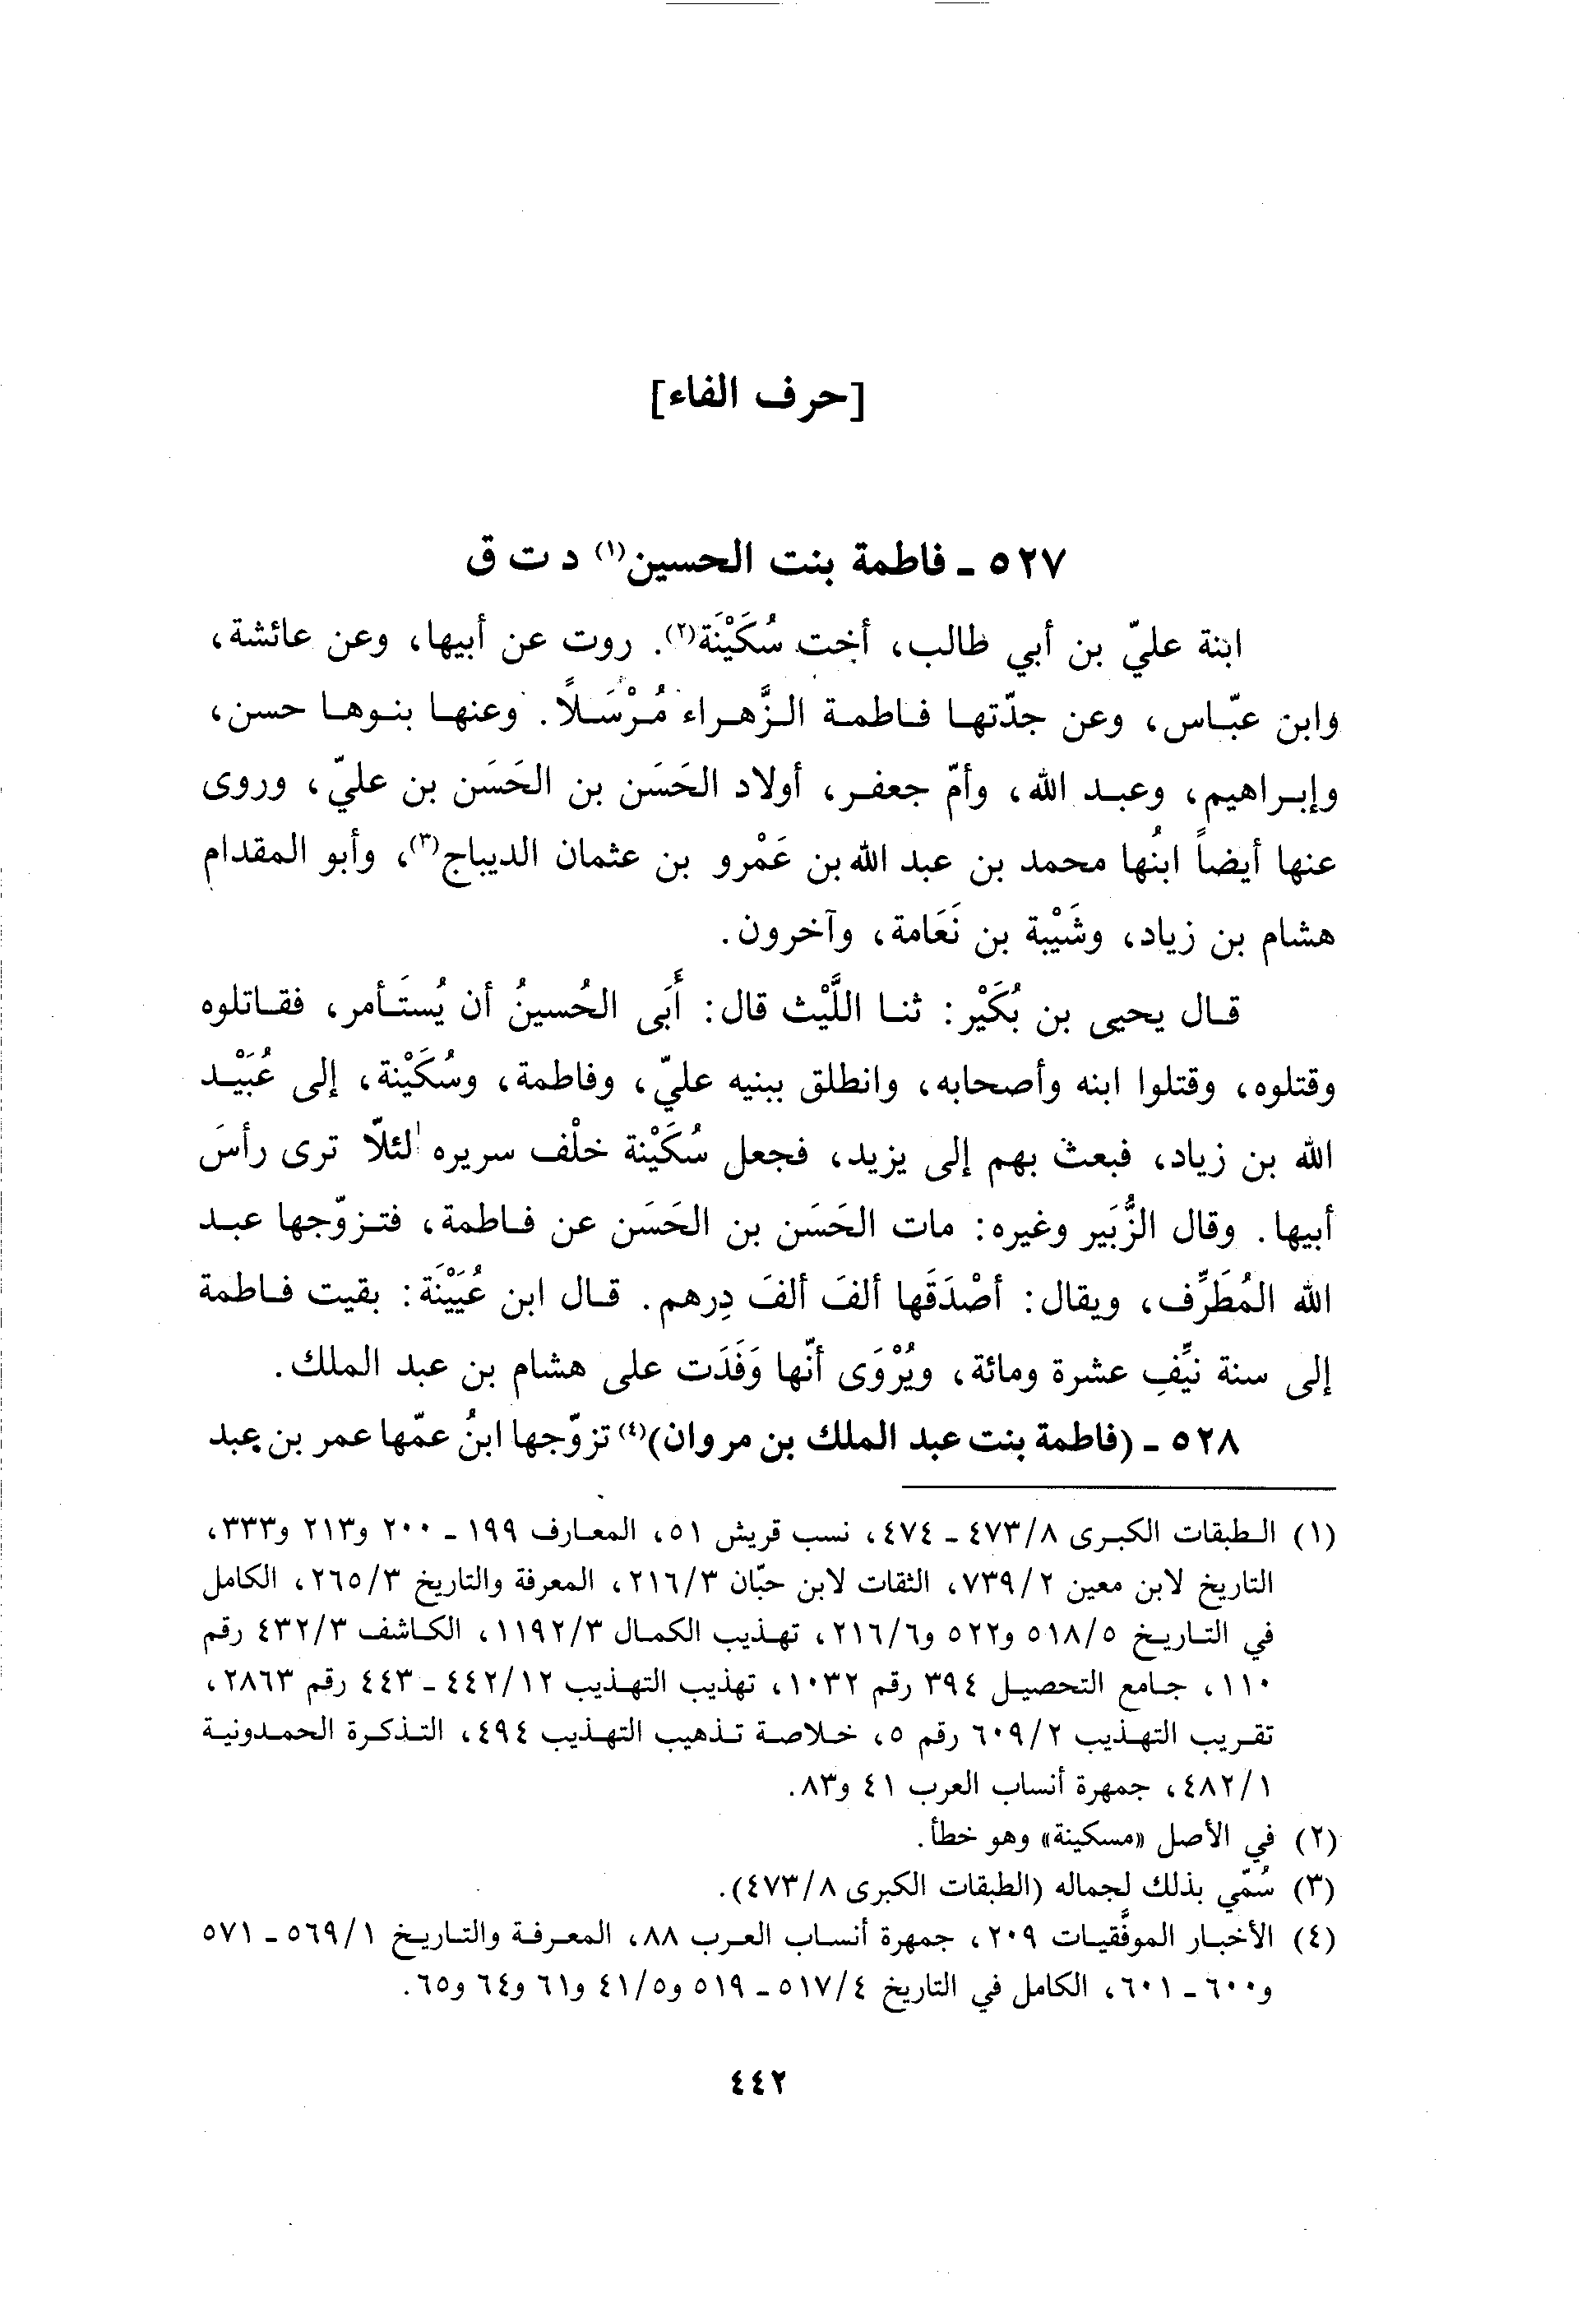 [حرف الفاء]
٥٢٧ - فاطمة بنت الحسين(١) د ت ق
ابنة عليّ بن أبي طالب، أخت سُكَيْنَة(٢). روت عن أبيها، وعن عائشة،
وابن عبّاس، وعن جدّتها فاطمة الزَّهراء مُرْسَلًا. وعنها بنوها حسن،
وإبراهيم، وعبد الله، وأمّ جعفر، أولاد الحَسَن بن الحَسَن بن عليّ، وروى
عنها أيضاً ابنُها محمد بن عبد الله بن عَمْرو بن عثمان الديباج(٣)، وأبو المقدام
هشام بن زياد، وشَيْبة بن نَعَامة، وآخرون.
قال يحيى بن بُكَيْر: ثنا اللَّيْث قال: أَبَى الحُسينُ أن يُستَأمر، فقاتلوه
وقتلوه، وقتلوا ابنه وأصحابه، وانطلق ببنيه عليّ، وفاطمة، وسُكَيْنة، إلى عُبَيْد
الله بن زياد، فبعث بهم إلى يزيد، فجعل سُكَيْنة خلْف سريره لئلّا ترى رأسَ
أبيها. وقال الزُّبَير وغيره: مات الحَسَن بن الحَسَن عن فاطمة، فتزوّجها عبد
الله المُطَرِّف، ويقال: أصْدَقَها ألفَ ألفَ دِرهم. قال ابن عُيَيْنَة: بقيت فاطمة
إلى سنة نيِّفِ عشرة ومائة، ويُرْوَى أنّها وَفَدَت على هشام بن عبد الملك.
٥٢٨ - (فاطمة بنت عبد الملك بن مروان)(٤) تزوّجها ابنُ عمّها عمر بن عبد
(١) الطبقات الكبرى ٤٧٣/٨ - ٤٧٤، نسب قريش ٥١، المعارف ١٩٩ - ٢٠٠ و٢١٣ و٣٣٣،
التاريخ لابن معين ٧٣٩/٢، الثقات لابن حبّان ٢١٦/٣، المعرفة والتاريخ ٢٦٥/٣، الكامل
في التاريخ ٥١٨/٥ و٥٢٢ و٢١٦/٦، تهذيب الكمال ١١٩٢/٣، الكاشف ٤٣٢/٣ رقم
١١٠، جامع التحصيل ٣٩٤ رقم ١٠٣٢، تهذيب التهذيب ٤٤٢/١٢ - ٤٤٣ رقم ٢٨٦٣،
تقريب التهذيب ٦٠٩/٢ رقم ٥، خلاصة تذهيب التهذيب ٤٩٤، التذكرة الحمدونية
٤٨٢/١، جمهرة أنساب العرب ٤١ و٨٣.
(٢) في الأصل «مسكينة» وهو خطأ.
(٣) سُمّي بذلك لجماله (الطبقات الكبرى ٤٧٣/٨).
(٤) الأخبار الموفَّقيات ٢٠٩، جمهرة أنساب العرب ٨٨، المعرفة والتاريخ ٥٦٩/١ - ٥٧١
و٦٠٠ - ٦٠١، الكامل في التاريخ ٥١٧/٤ - ٥١٩ و٤١/٥ و٦١ و٦٤ و٦٥.
٤٤٢